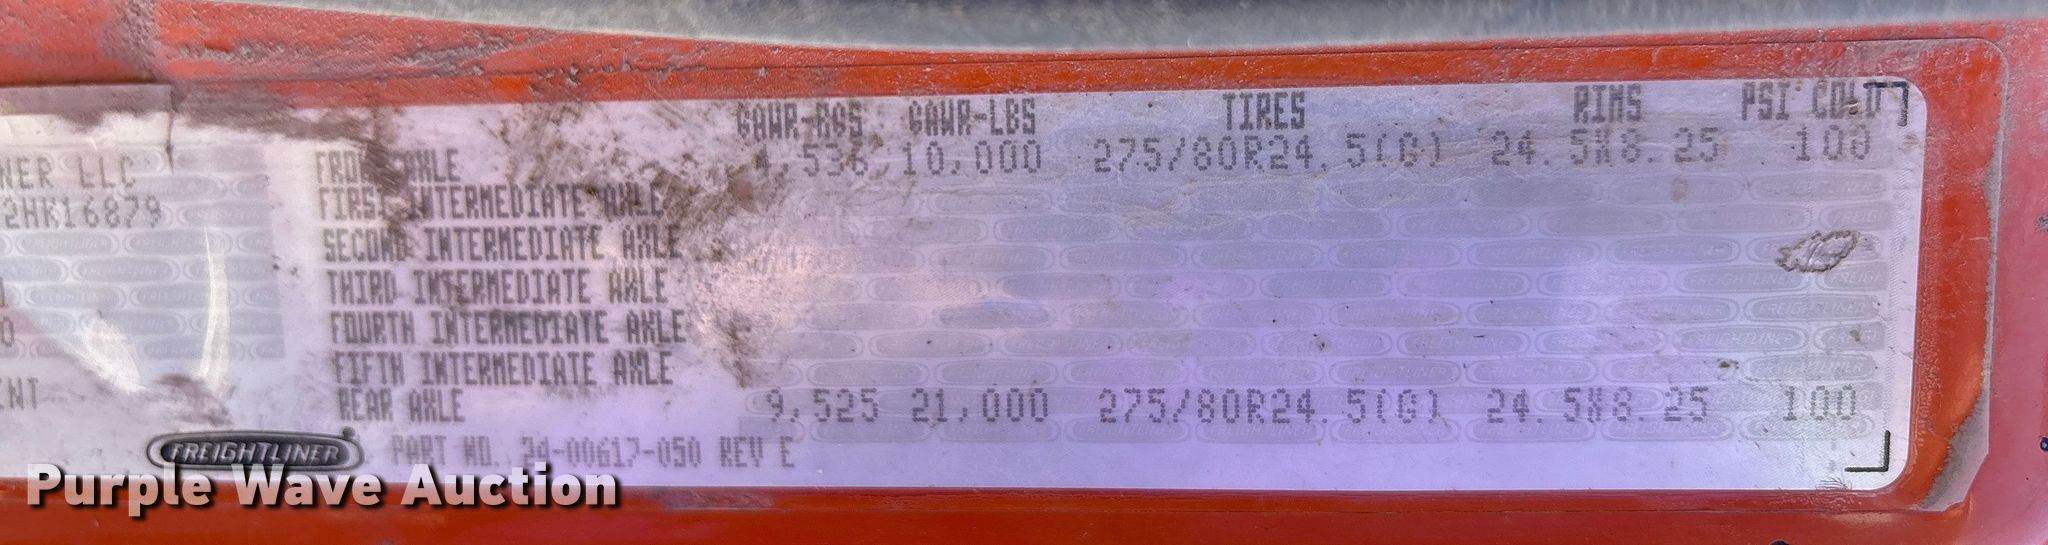 GAWR-KGS GAWR-LBS TIRES RIMS PSI COLD
NER LLC FRONT AXLE 4,536 10,000 275/80R24.5(G) 24.5X8.25 100
2HK16879 FIRST INTERMEDIATE AXLE
SECOND INTERMEDIATE AXLE
THIRD INTERMEDIATE AXLE
0 FOURTH INTERMEDIATE AXLE
FIFTH INTERMEDIATE AXLE
ENT REAR AXLE 9,525 21,000 275/80R24.5(G) 24.5X8.25 100
FREIGHTLINER PART NO. 24-00617-050 REV E
Purple Wave Auction